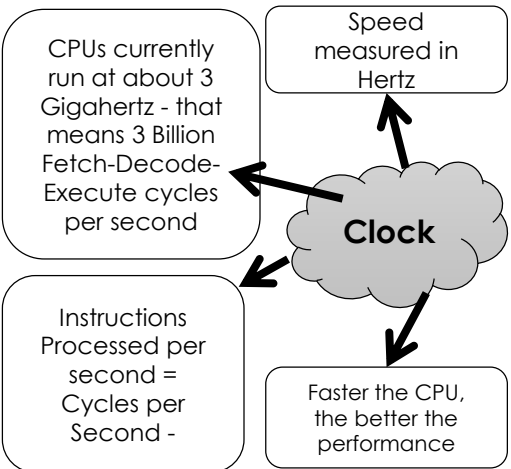 CPUs currently
run at about 3
Gigahertz - that
means 3 Billion
Fetch-Decode-
Execute cycles
per second
Speed
measured in
Hertz
Clock
Instructions
Processed per
second =
Cycles per
Second -
Faster the CPU,
the better the
performance